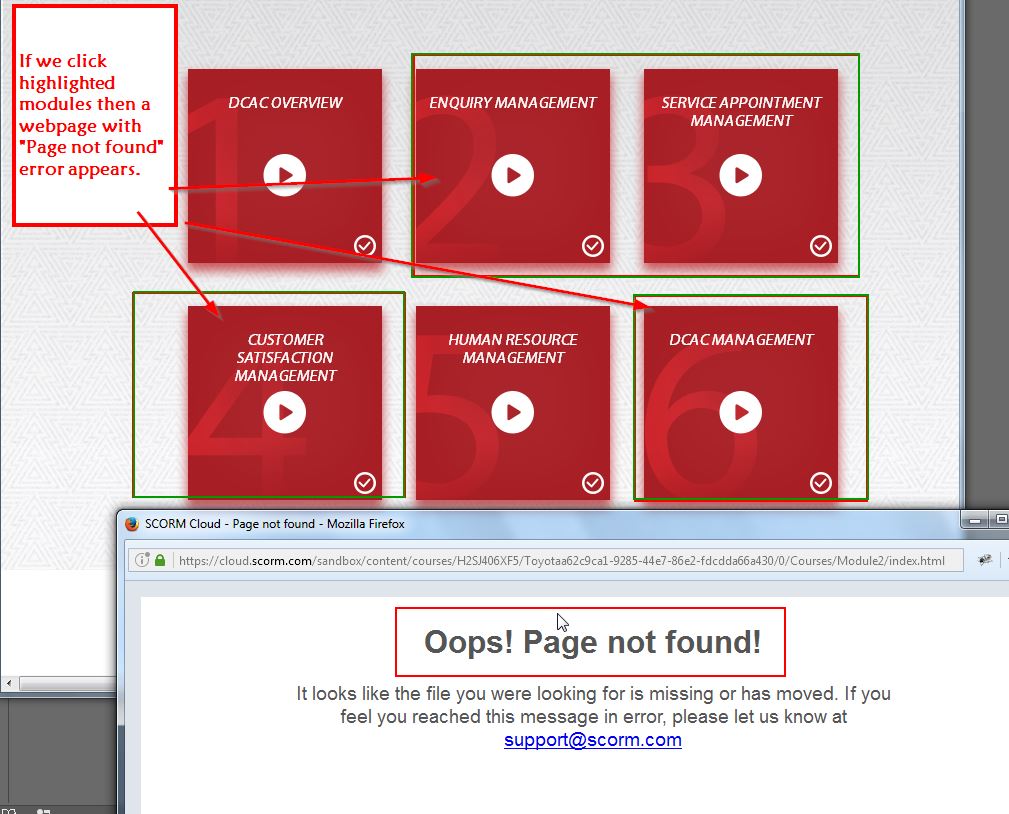 If we click
highlighted
modules then a
webpage with
"Page not found"
error appears.
1
DCAC OVERVIEW
2
ENQUIRY MANAGEMENT
3
SERVICE APPOINTMENT
MANAGEMENT
4
CUSTOMER
SATISFACTION
MANAGEMENT
5
HUMAN RESOURCE
MANAGEMENT
6
DCAC MANAGEMENT
SCORM Cloud - Page not found - Mozilla Firefox
https://cloud.scorm.com/sandbox/content/courses/H2SJ406XF5/Toyotaa62c9ca1-9285-44e7-86e2-fdcdda66a430/0/Courses/Module2/index.html
Oops! Page not found!
It looks like the file you were looking for is missing or has moved. If you
feel you reached this message in error, please let us know at
support@scorm.com